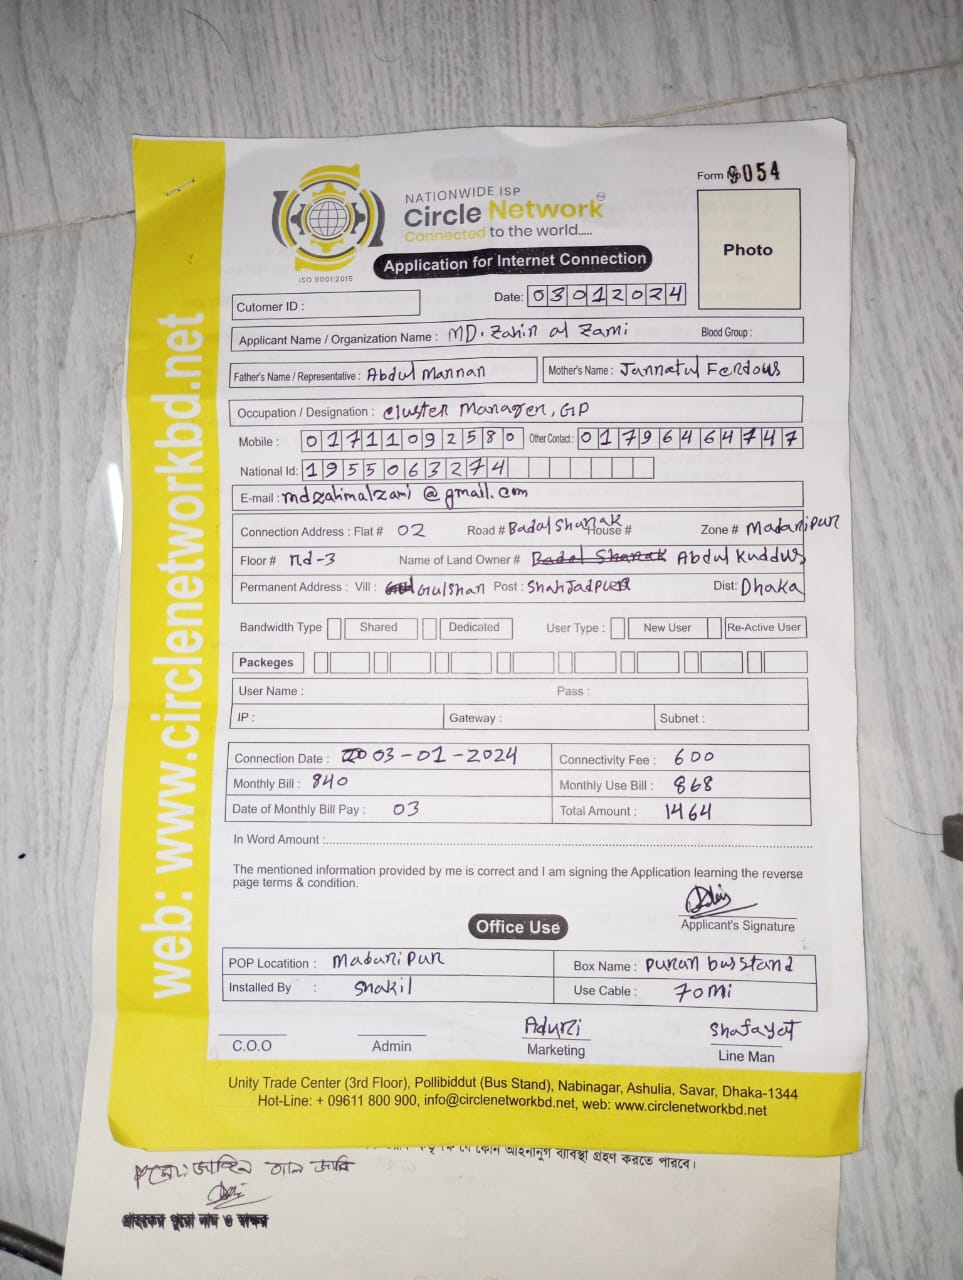 Form No 9054
NATIONWIDE ISP
Circle Network
Connected to the world.....
ISO 9001:2015
Application for Internet Connection
Photo
Cutomer ID :
Date: 03012024
Applicant Name / Organization Name : MD. Zahin al Zami Blood Group :
Father's Name / Representative : Abdul Mannan Mother's Name : Jannatul Ferdous
Occupation / Designation : Cluster Manager, GP
Mobile : 01711092580 Other Contact : 01796464747
National Id: 1955063274
E-mail : mdzahinalzami @gmail.com
Connection Address : Flat # 02 Road # Badal Sharak House # Zone # Madanipur
Floor # nd-3 Name of Land Owner # Badal Sharak Abdul Kuddus
Permanent Address : Vill : Gulshan Post : Shahjadpur Dist: Dhaka
Bandwidth Type Shared Dedicated User Type : New User Re-Active User
Packeges
User Name : Pass :
IP : Gateway : Subnet :
Connection Date : 03-01-2024 Connectivity Fee : 600
Monthly Bill : 840 Monthly Use Bill : 868
Date of Monthly Bill Pay : 03 Total Amount : 1464
In Word Amount :
The mentioned information provided by me is correct and I am signing the Application learning the reverse
page terms & condition.
Applicant's Signature
Office Use
POP Locatition : Madanipur Box Name : Puran bus stand
Installed By : Shakil Use Cable : 70 Mi
Aduri Shafayet
C.O.O Admin Marketing Line Man
Unity Trade Center (3rd Floor), Pollibiddut (Bus Stand), Nabinagar, Ashulia, Savar, Dhaka-1344
Hot-Line: + 09611 800 900, info@circlenetworkbd.net, web: www.circlenetworkbd.net
web: www.circlenetworkbd.net
যে কোন আইনানুগ ব্যবস্থা গ্রহণ করতে পারবে।
মো: জাহিন আল জামি
গ্রাহকের পুরো নাম ও স্বাক্ষর